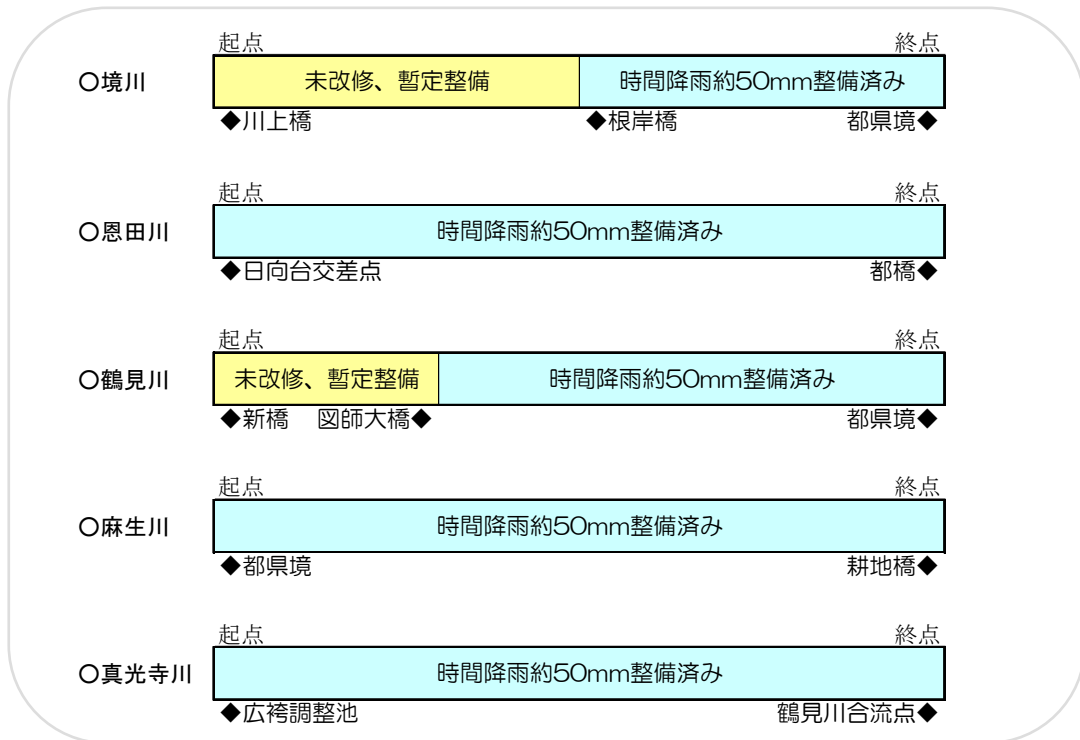 起点 終点
○境川 未改修、暫定整備 時間降雨約50mm整備済み
◆川上橋 ◆根岸橋 都県境◆
起点 終点
○恩田川 時間降雨約50mm整備済み
◆日向台交差点 都橋◆
起点 終点
○鶴見川 未改修、暫定整備 時間降雨約50mm整備済み
◆新橋 図師大橋◆ 都県境◆
起点 終点
○麻生川 時間降雨約50mm整備済み
◆都県境 耕地橋◆
起点 終点
○真光寺川 時間降雨約50mm整備済み
◆広袴調整池 鶴見川合流点◆